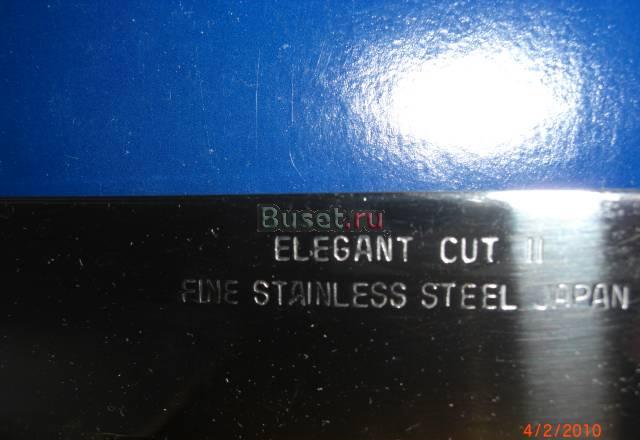 Buset.ru
ELEGANT CUT II
FINE STAINLESS STEEL JAPAN
4/2/2010